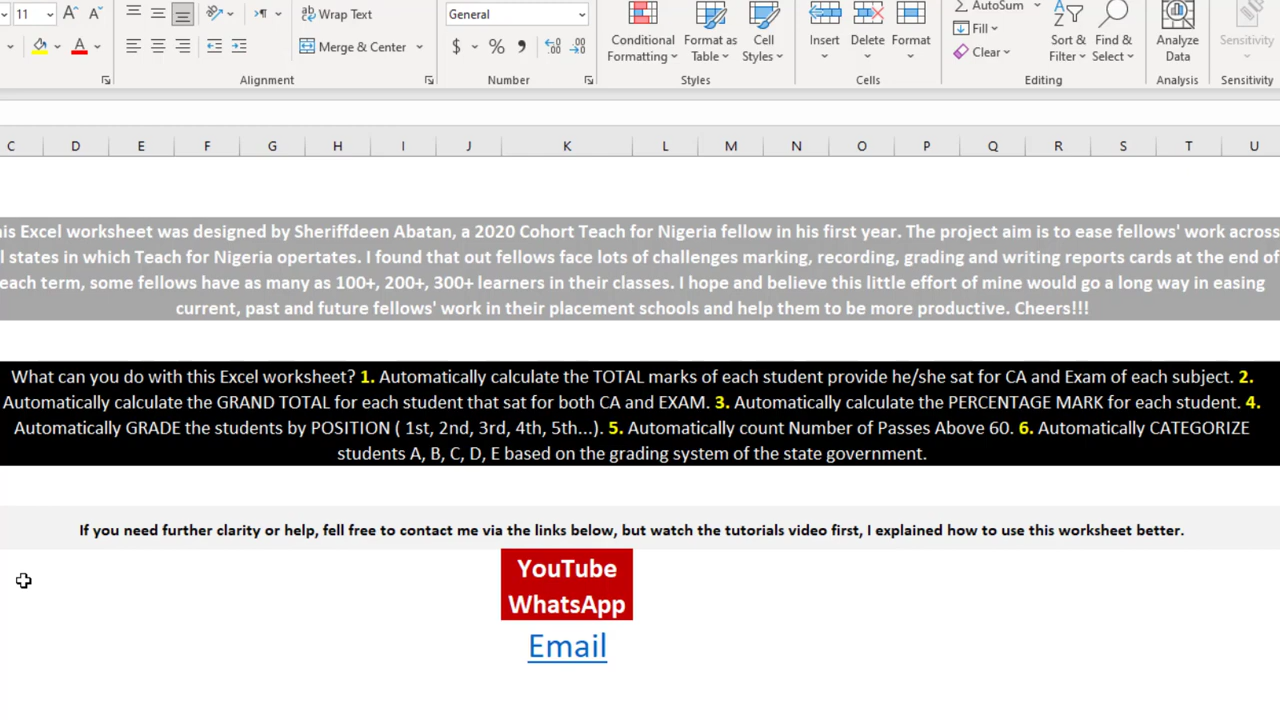 11
Wrap Text
General
Merge & Center
$ %
Conditional Formatting
Format as Table
Cell Styles
Insert
Delete
Format
AutoSum
Fill
Clear
Sort & Filter
Find & Select
Analyze Data
Sensitivity
Alignment
Number
Styles
Cells
Editing
Analysis
Sensitivity
C D E F G H I J K L M N O P Q R S T U
is Excel worksheet was designed by Sheriffdeen Abatan, a 2020 Cohort Teach for Nigeria fellow in his first year. The project aim is to ease fellows' work across
l states in which Teach for Nigeria opertates. I found that out fellows face lots of challenges marking, recording, grading and writing reports cards at the end of
each term, some fellows have as many as 100+, 200+, 300+ learners in their classes. I hope and believe this little effort of mine would go a long way in easing
current, past and future fellows' work in their placement schools and help them to be more productive. Cheers!!!
What can you do with this Excel worksheet? 1. Automatically calculate the TOTAL marks of each student provide he/she sat for CA and Exam of each subject. 2.
Automatically calculate the GRAND TOTAL for each student that sat for both CA and EXAM. 3. Automatically calculate the PERCENTAGE MARK for each student. 4.
Automatically GRADE the students by POSITION ( 1st, 2nd, 3rd, 4th, 5th...). 5. Automatically count Number of Passes Above 60. 6. Automatically CATEGORIZE
students A, B, C, D, E based on the grading system of the state government.
If you need further clarity or help, fell free to contact me via the links below, but watch the tutorials video first, I explained how to use this worksheet better.
YouTube
WhatsApp
Email